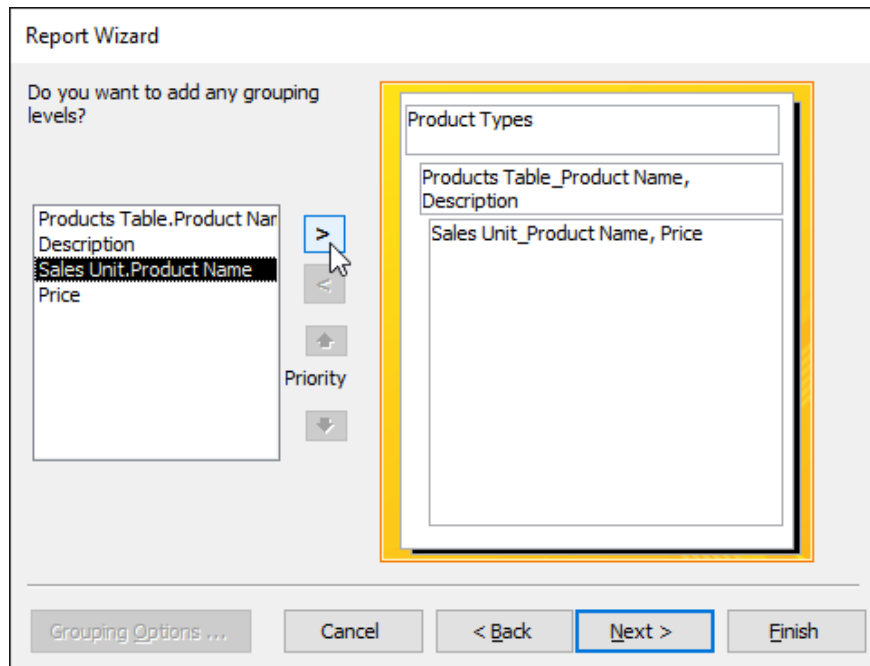 Report Wizard
Do you want to add any grouping
levels?
Products Table.Product Nar
Description
Sales Unit.Product Name
Price
>
<
Priority
Product Types
Products Table_Product Name,
Description
Sales Unit_Product Name, Price
Grouping Options ...
Cancel
< Back
Next >
Finish